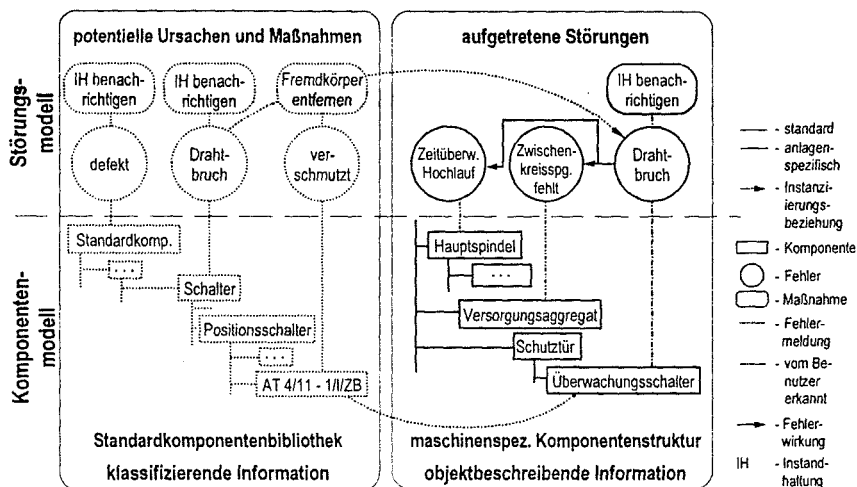 potentielle Ursachen und Maßnahmen
aufgetretene Störungen
Störungs-
modell
IH benach-
richtigen
IH benach-
richtigen
Fremdkörper
entfernen
IH benach-
richtigen
defekt
Draht-
bruch
ver-
schmutzt
Zeitüberw.
Hochlauf
Zwischen-
kreisspg.
fehlt
Draht-
bruch
Komponenten-
modell
Standardkomp.
...
Schalter
Positionsschalter
...
AT 4/11 - 1/I/ZB
Hauptspindel
...
Versorgungsaggregat
Schutztür
Überwachungsschalter
Standardkomponentenbibliothek
klassifizierende Information
maschinenspez. Komponentenstruktur
objektbeschreibende Information
- standard
- anlagen-
spezifisch
- Instanzi-
ierungs-
beziehung
- Komponente
- Fehler
- Maßnahme
- Fehler-
meldung
- vom Be-
nutzer
erkannt
- Fehler-
wirkung
IH - Instand-
haltung